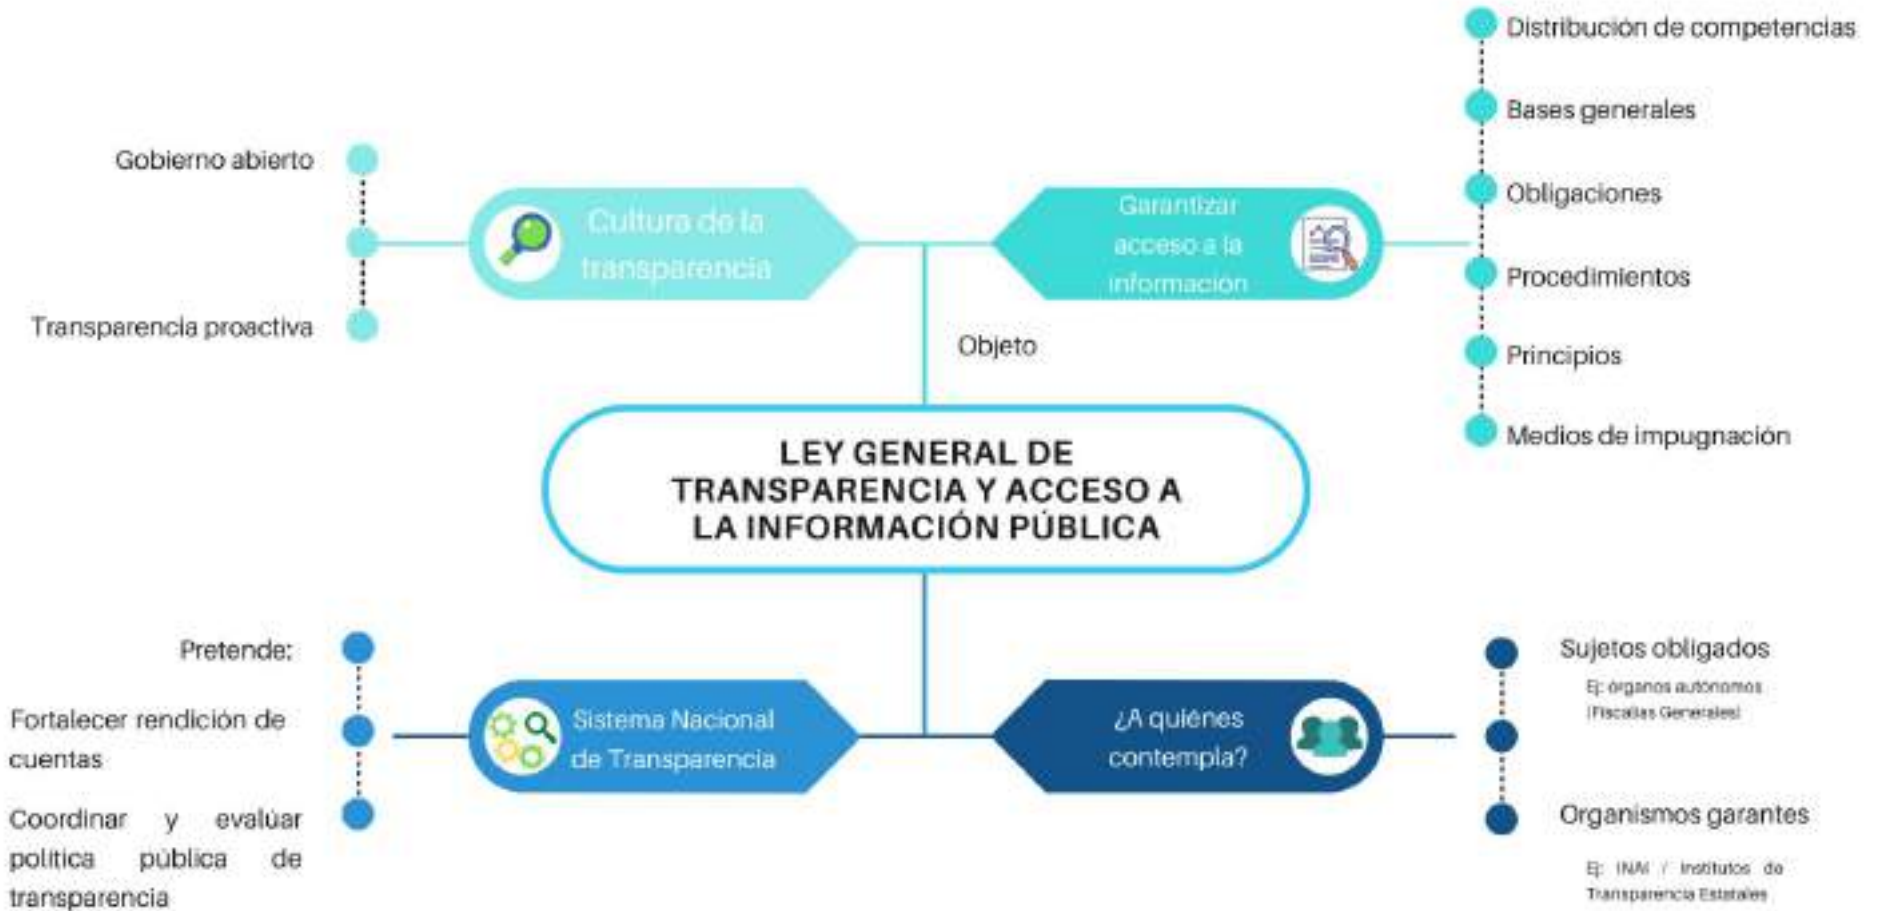 Gobierno abierto
Transparencia proactiva
Cultura de la
transparencia
Garantizar
acceso a la
información
Distribución de competencias
Bases generales
Obligaciones
Procedimientos
Principios
Medios de impugnación
Objeto
LEY GENERAL DE
TRANSPARENCIA Y ACCESO A
LA INFORMACIÓN PÚBLICA
Pretende:
Fortalecer rendición de
cuentas
Coordinar y evalúar
política pública de
transparencia
Sistema Nacional
de Transparencia
¿A quiénes
contempla?
Sujetos obligados
Ej: órganos autónomos
(Fiscalías Generales)
Organismos garantes
Ej: INAI / Institutos de
Transparencia Estatales